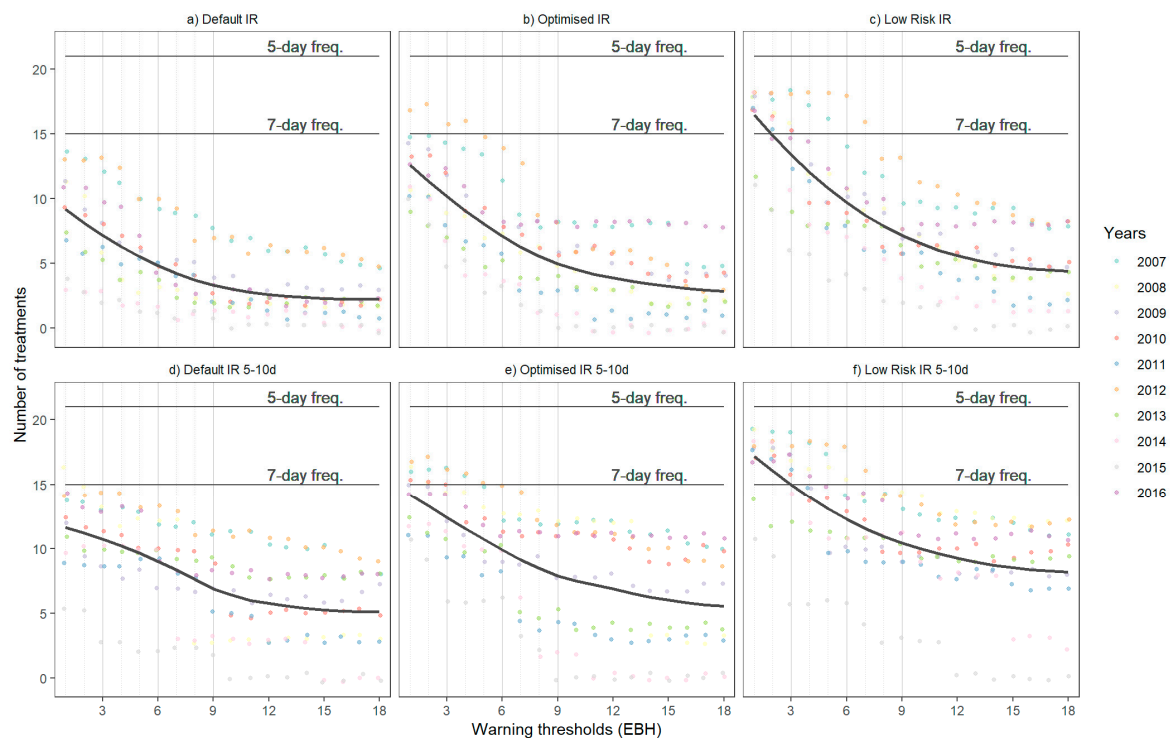 a) Default IR
b) Optimised IR
c) Low Risk IR
5-day freq.
5-day freq.
5-day freq.
7-day freq.
7-day freq.
7-day freq.
20
15
10
5
0
d) Default IR 5-10d
e) Optimised IR 5-10d
f) Low Risk IR 5-10d
5-day freq.
5-day freq.
5-day freq.
7-day freq.
7-day freq.
7-day freq.
20
15
10
5
0
3 6 9 12 15 18
3 6 9 12 15 18
3 6 9 12 15 18
Number of treatments
Warning thresholds (EBH)
Years
2007
2008
2009
2010
2011
2012
2013
2014
2015
2016